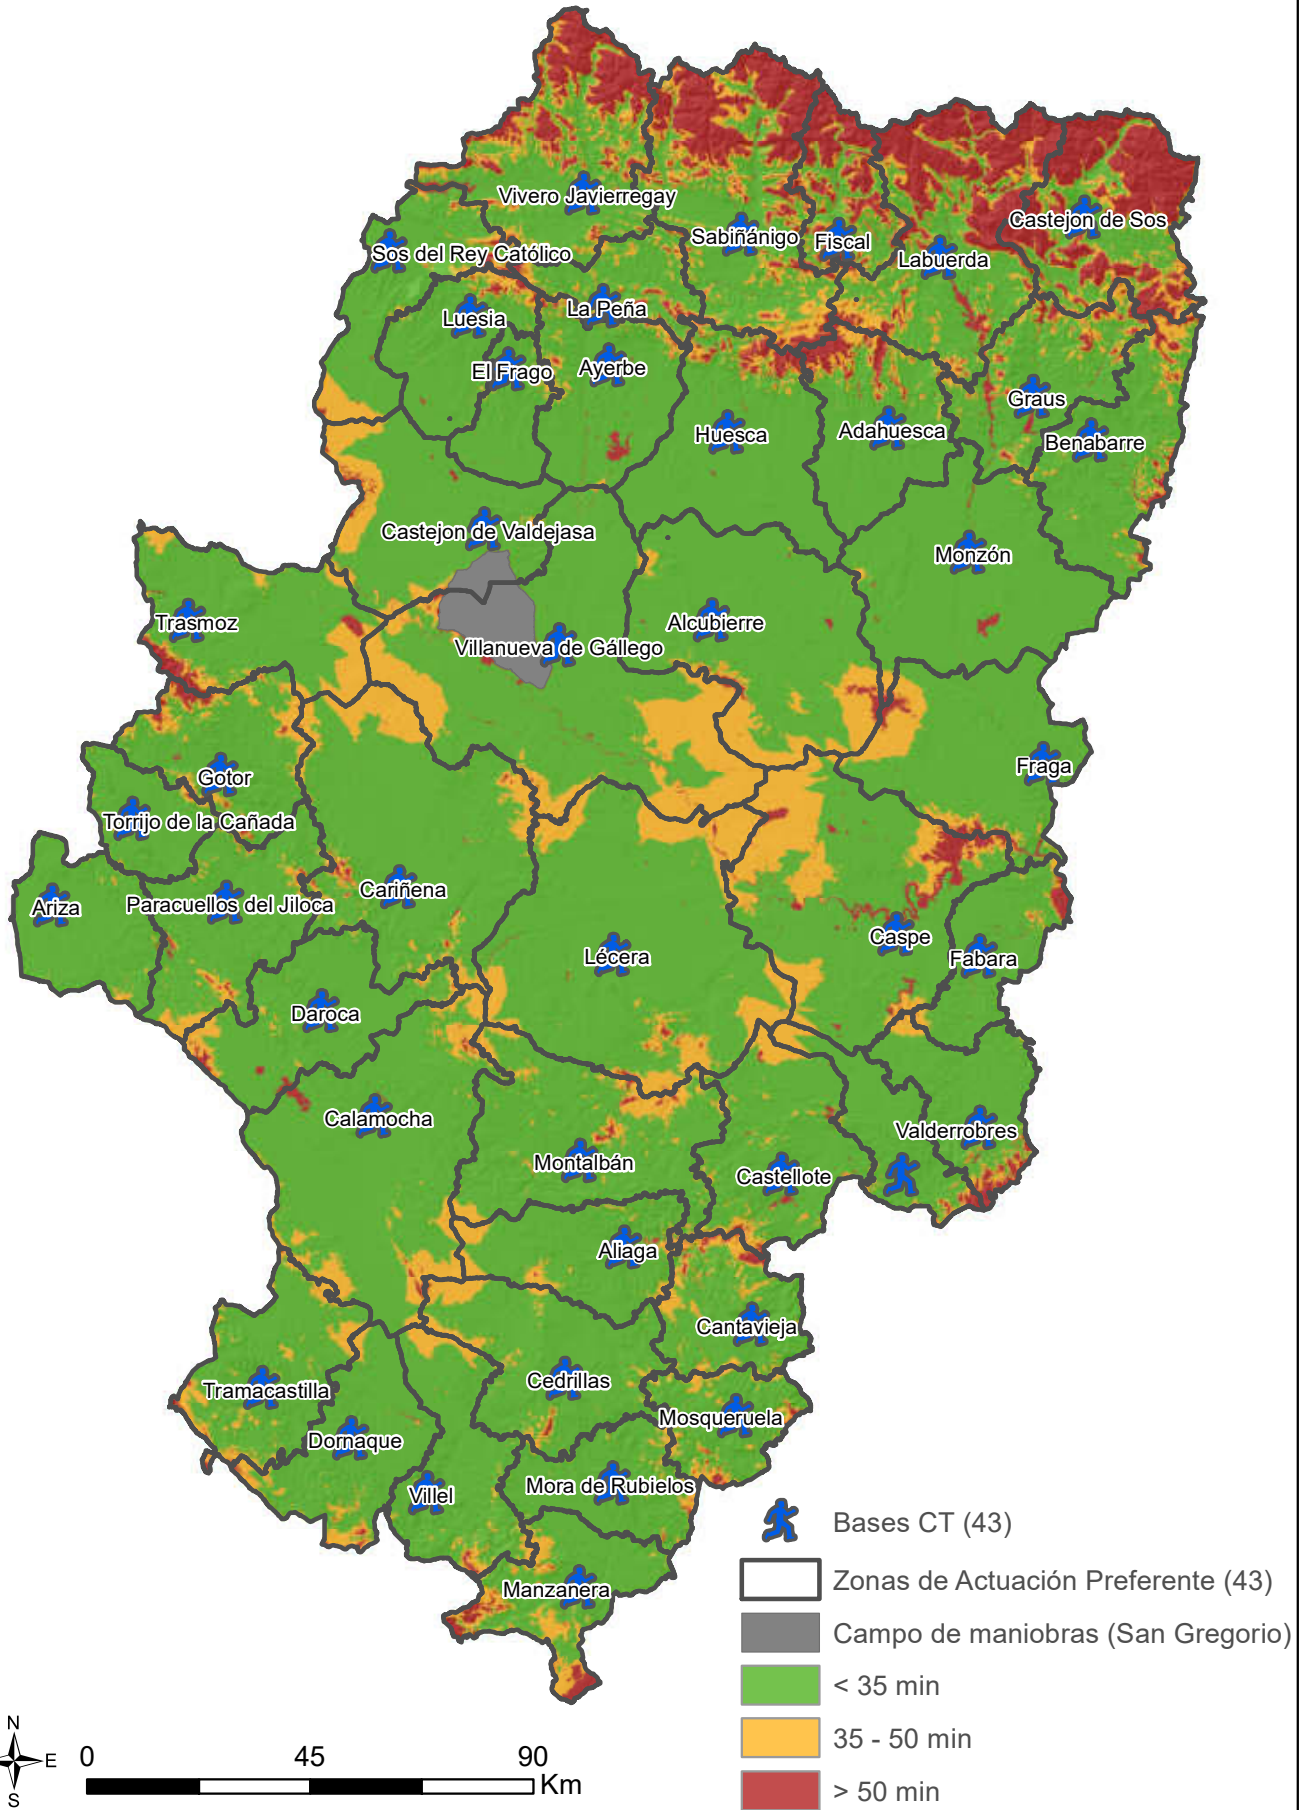 Vivero Javierregay
Castejon de Sos
Sabiñánigo
Fiscal
Sos del Rey Católico
Labuerda
La Peña
Luesia
El Frago
Ayerbe
Graus
Huesca
Adahuesca
Benabarre
Castejon de Valdejasa
Monzón
Trasmoz
Alcubierre
Villanueva de Gállego
Fraga
Gotor
Torrijo de la Cañada
Cariñena
Ariza
Paracuellos del Jiloca
Caspe
Lécera
Fabara
Daroca
Calamocha
Valderrobres
Montalbán
Castellote
Aliaga
Cantavieja
Cedrillas
Tramacastilla
Mosqueruela
Dornaque
Mora de Rubielos
Villel
Manzanera
Bases CT (43)
Zonas de Actuación Preferente (43)
Campo de maniobras (San Gregorio)
< 35 min
35 - 50 min
> 50 min
N
E
S
0 45 90
Km